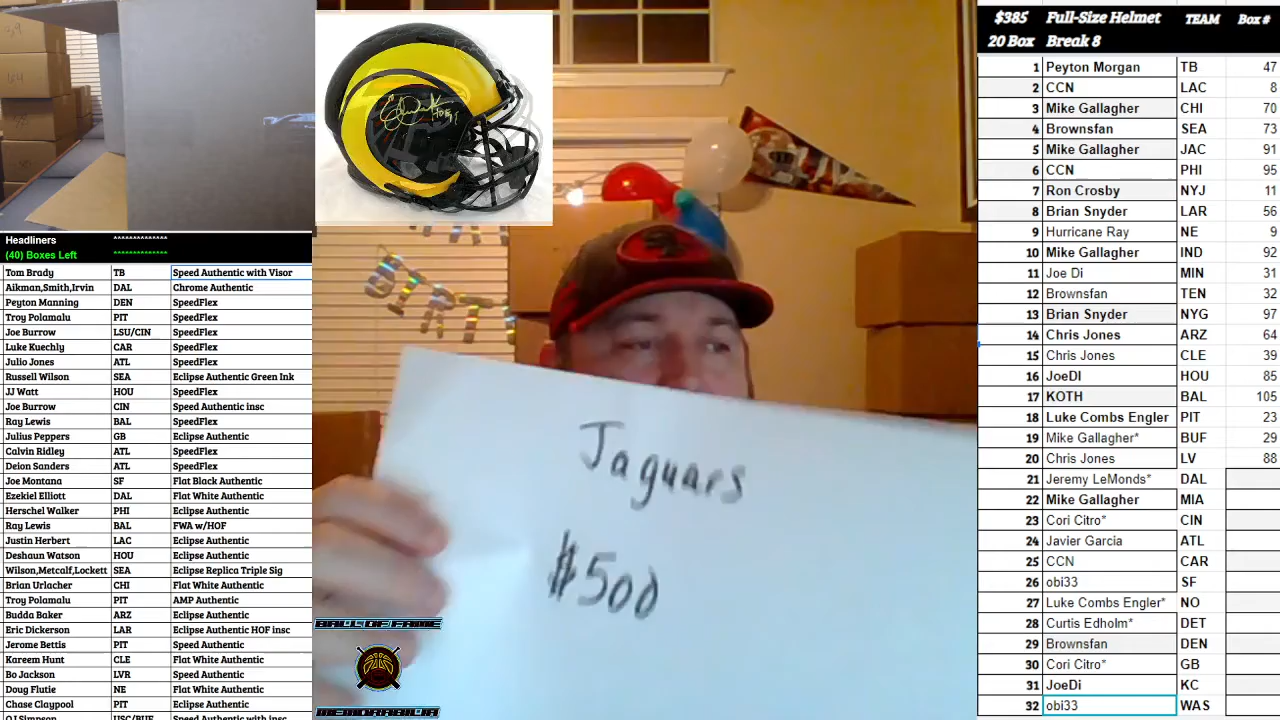 Headliners **************
(40) Boxes Left **************
Tom Brady TB Speed Authentic with Visor
Aikman,Smith,Irvin DAL Chrome Authentic
Peyton Manning DEN SpeedFlex
Troy Polamalu PIT SpeedFlex
Joe Burrow LSU/CIN SpeedFlex
Luke Kuechly CAR SpeedFlex
Julio Jones ATL SpeedFlex
Russell Wilson SEA Eclipse Authentic Green Ink
JJ Watt HOU SpeedFlex
Joe Burrow CIN Speed Authentic insc
Ray Lewis BAL SpeedFlex
Julius Peppers GB Eclipse Authentic
Calvin Ridley ATL SpeedFlex
Deion Sanders ATL SpeedFlex
Joe Montana SF Flat Black Authentic
Ezekiel Elliott DAL Flat White Authentic
Herschel Walker PHI Eclipse Authentic
Ray Lewis BAL FWA w/HOF
Justin Herbert LAC Eclipse Authentic
Deshaun Watson HOU Eclipse Authentic
Wilson,Metcalf,Lockett SEA Eclipse Replica Triple Sig
Brian Urlacher CHI Flat White Authentic
Troy Polamalu PIT AMP Authentic
Budda Baker ARZ Eclipse Authentic
Eric Dickerson LAR Eclipse Authentic HOF insc
Jerome Bettis PIT Speed Authentic
Kareem Hunt CLE Flat White Authentic
Bo Jackson LVR Speed Authentic
Doug Flutie NE Flat White Authentic
Chase Claypool PIT Eclipse Authentic
OJ Simpson USC/BUF Speed Authentic with insc
Jaguars
$500
BALL OF FAME
MEMORABILIA
$385 Full-Size Helmet TEAM Box #
20 Box Break 8
1 Peyton Morgan TB 47
2 CCN LAC 8
3 Mike Gallagher CHI 70
4 Brownsfan SEA 73
5 Mike Gallagher JAC 91
6 CCN PHI 95
7 Ron Crosby NYJ 11
8 Brian Snyder LAR 56
9 Hurricane Ray NE 9
10 Mike Gallagher IND 92
11 Joe Di MIN 31
12 Brownsfan TEN 32
13 Brian Snyder NYG 97
14 Chris Jones ARZ 64
15 Chris Jones CLE 39
16 JoeDI HOU 85
17 KOTH BAL 105
18 Luke Combs Engler PIT 23
19 Mike Gallagher* BUF 29
20 Chris Jones LV 88
21 Jeremy LeMonds* DAL
22 Mike Gallagher MIA
23 Cori Citro* CIN
24 Javier Garcia ATL
25 CCN CAR
26 obi33 SF
27 Luke Combs Engler* NO
28 Curtis Edholm* DET
29 Brownsfan DEN
30 Cori Citro* GB
31 JoeDi KC
32 obi33 WAS